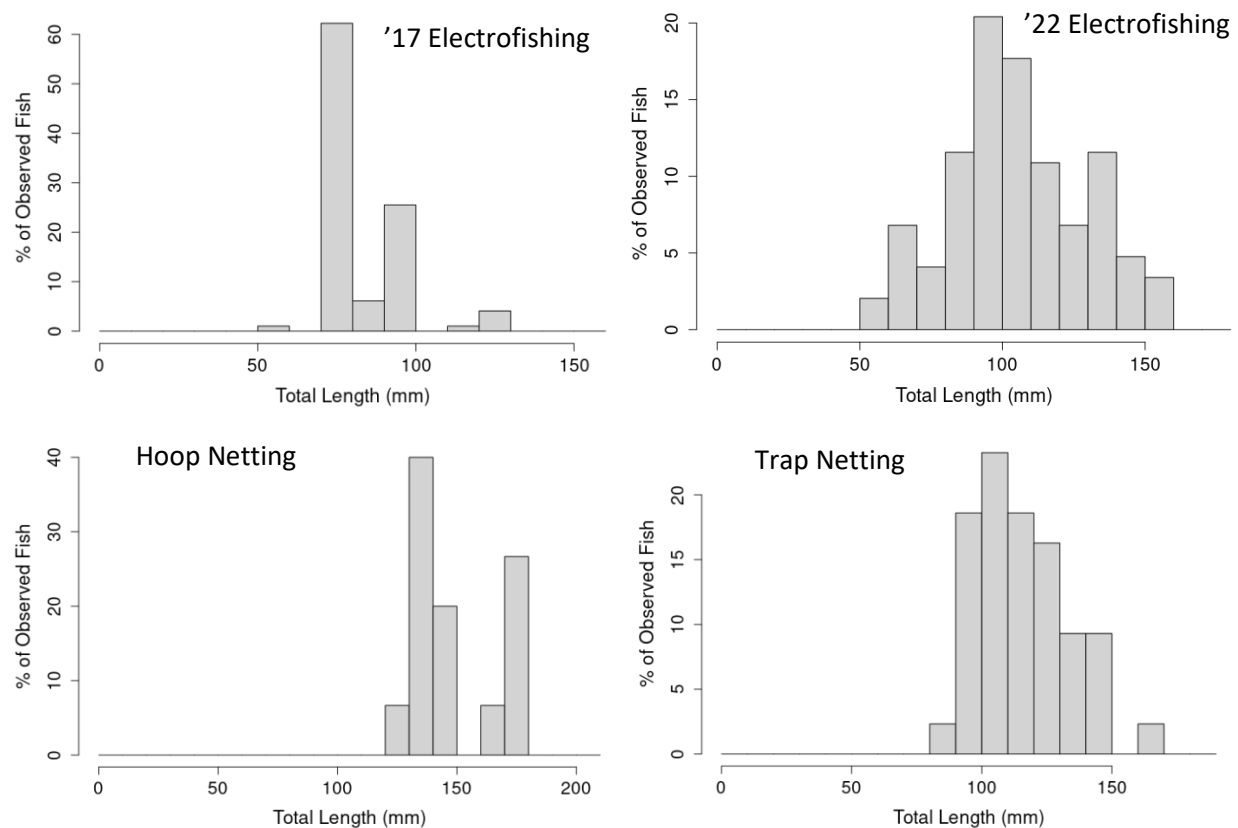 ’17 Electrofishing
% of Observed Fish
0 10 20 30 40 50 60
0 50 100 150
Total Length (mm)
’22 Electrofishing
% of Observed Fish
0 5 10 15 20
0 50 100 150
Total Length (mm)
Hoop Netting
% of Observed Fish
0 10 20 30 40
0 50 100 150 200
Total Length (mm)
Trap Netting
% of Observed Fish
0 5 10 15 20
0 50 100 150
Total Length (mm)